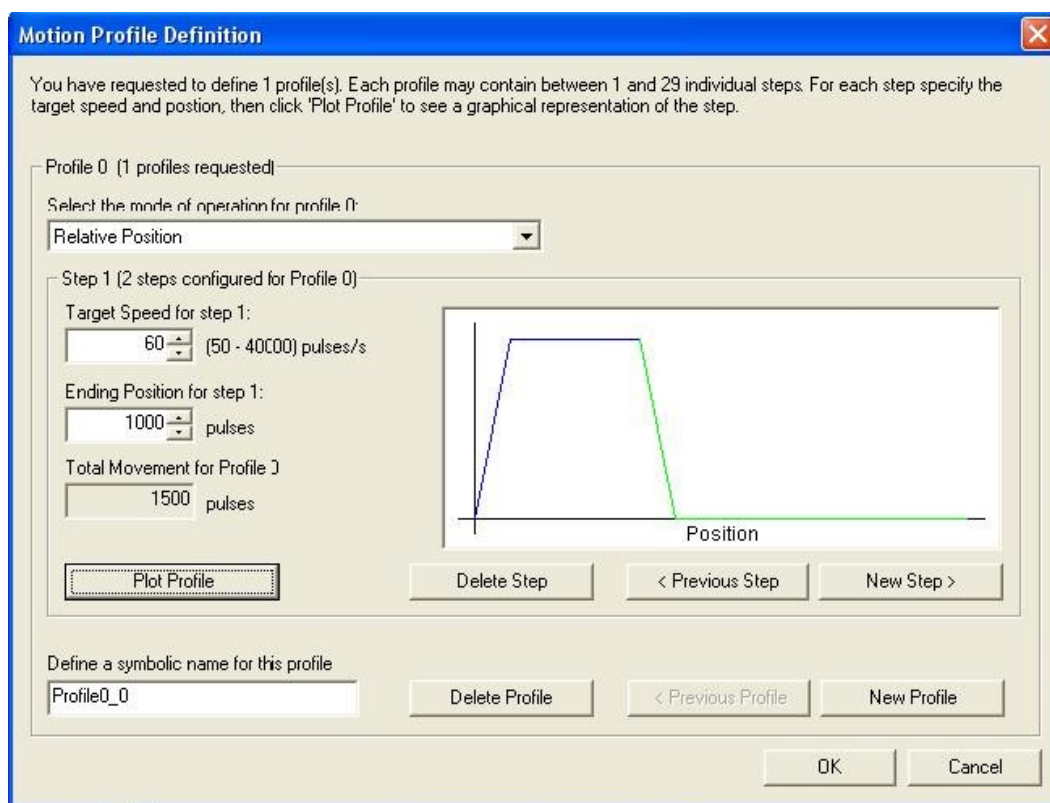 Motion Profile Definition
You have requested to define 1 profile(s). Each profile may contain between 1 and 29 individual steps. For each step specify the
target speed and postion, then click 'Plot Profile' to see a graphical representation of the step.
Profile 0 (1 profiles requested)
Select the mode of operation for profile 0:
Relative Position
Step 1 (2 steps configured for Profile 0)
Target Speed for step 1:
60 (50 - 40000) pulses/s
Ending Position for step 1:
1000 pulses
Total Movement for Profile 0
1500 pulses
Position
Plot Profile
Delete Step
< Previous Step
New Step >
Define a symbolic name for this profile
Profile0_0
Delete Profile
< Previous Profile
New Profile
OK
Cancel